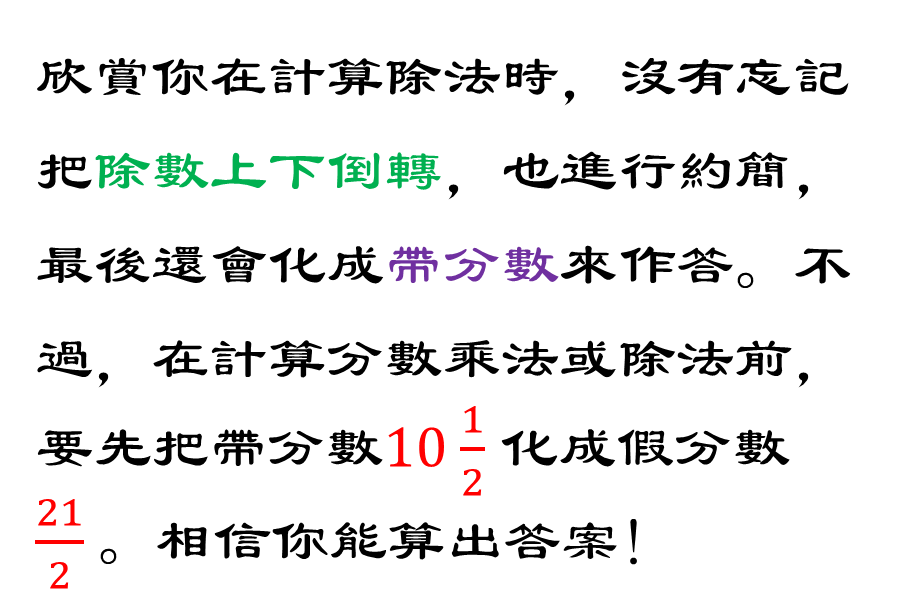 欣賞你在計算除法時，沒有忘記
把除數上下倒轉，也進行約簡，
最後還會化成帶分數來作答。不
過，在計算分數乘法或除法前，
要先把帶分數10 1/2 化成假分數
21/2 。相信你能算出答案！